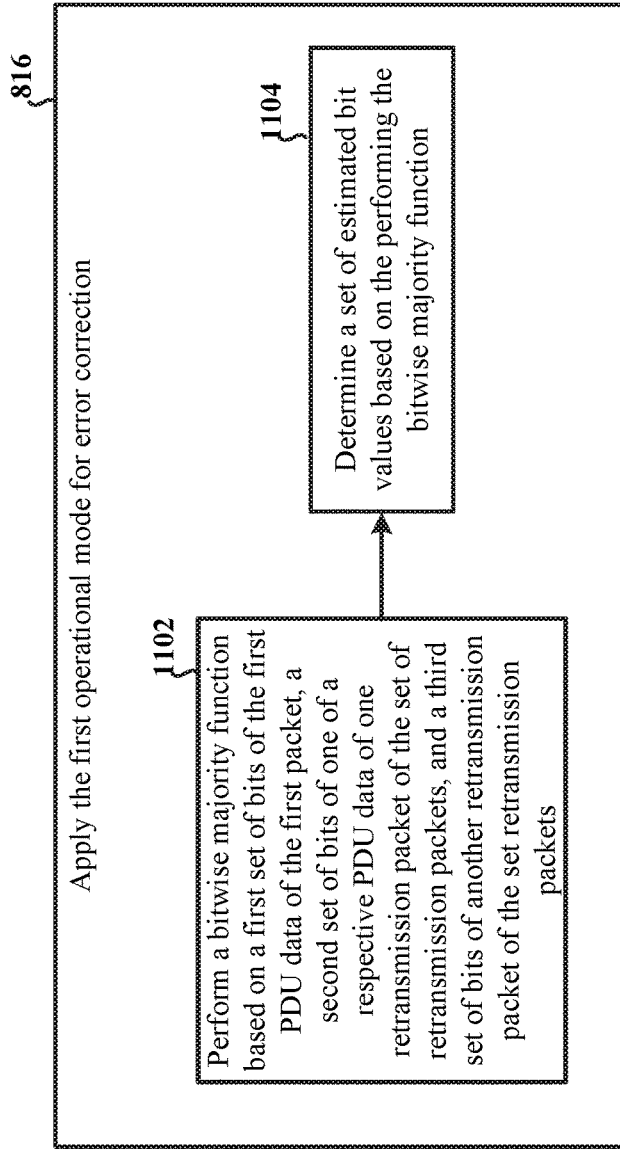 816
Apply the first operational mode for error correction
1102
Perform a bitwise majority function
based on a first set of bits of the first
PDU data of the first packet, a
second set of bits of one of a
respective PDU data of one
retransmission packet of the set of
retransmission packets, and a third
set of bits of another retransmission
packet of the set retransmission
packets
1104
Determine a set of estimated bit
values based on the performing the
bitwise majority function